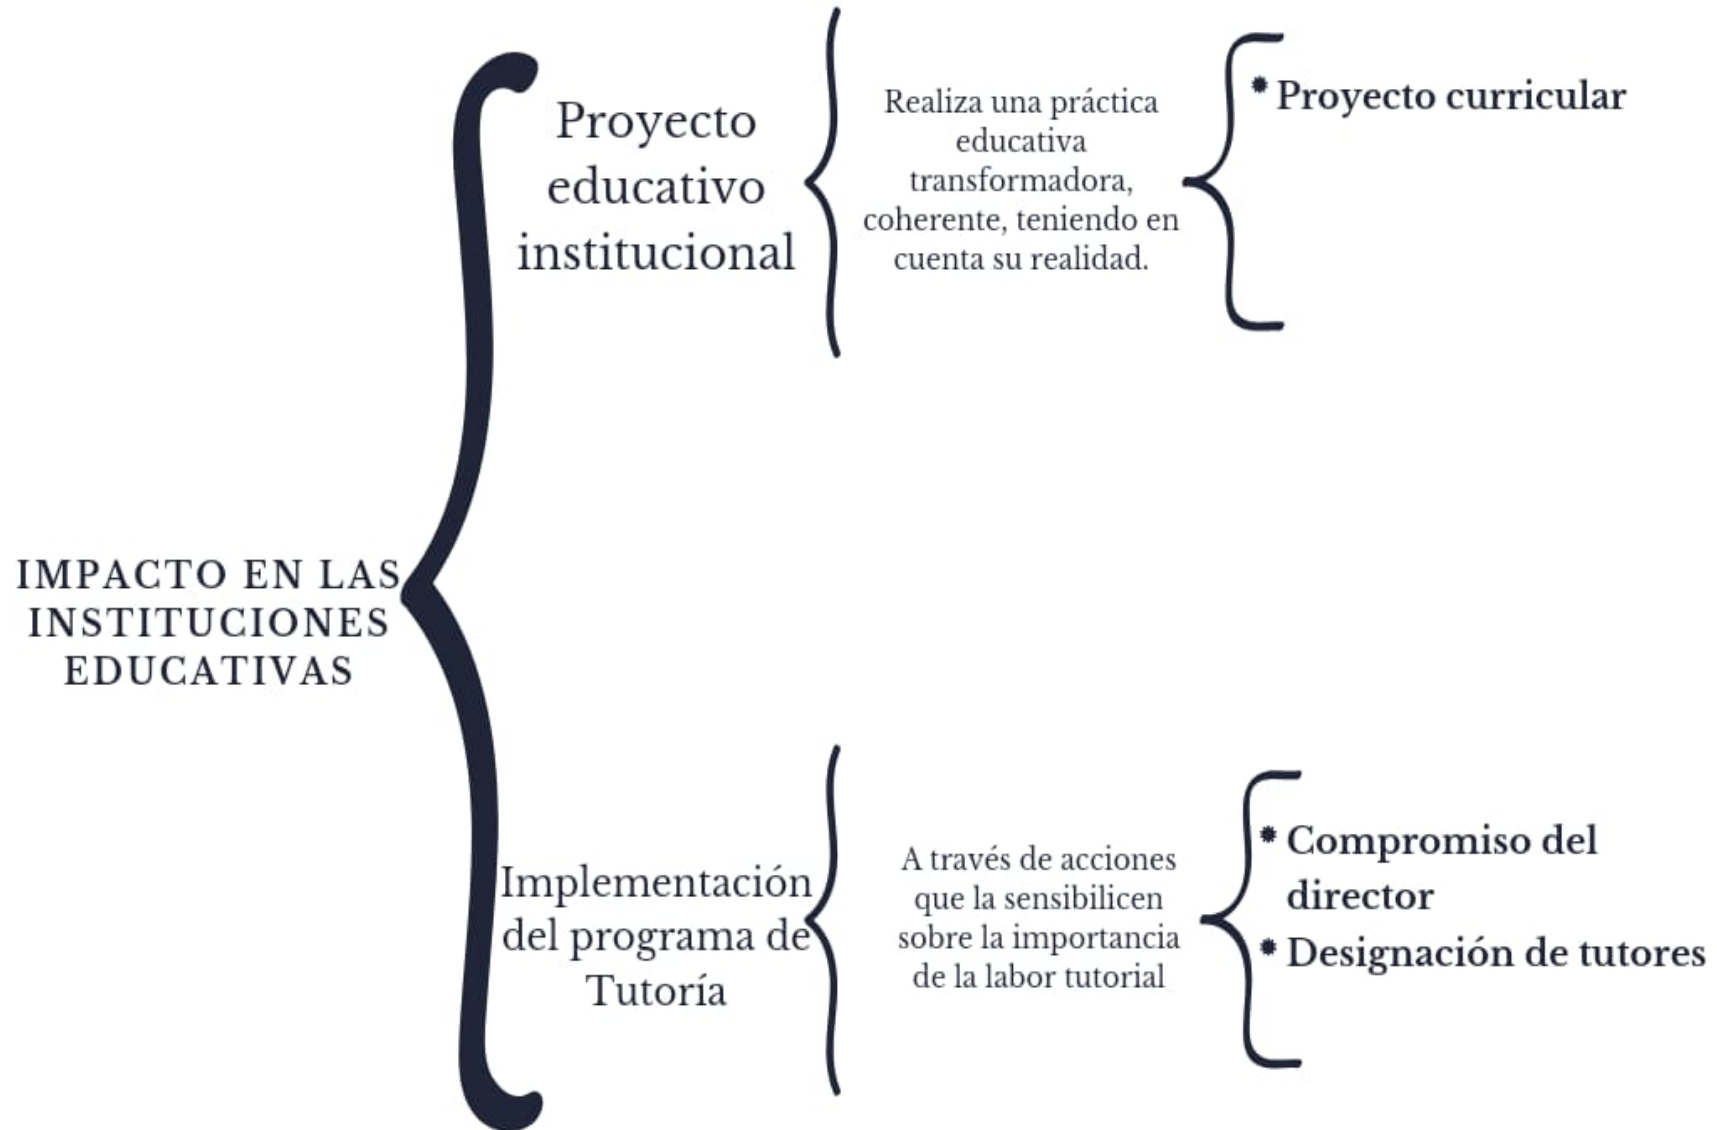 IMPACTO EN LAS
INSTITUCIONES
EDUCATIVAS
Proyecto
educativo
institucional
Realiza una práctica
educativa
transformadora,
coherente, teniendo en
cuenta su realidad.
* Proyecto curricular
Implementación
del programa de
Tutoría
A través de acciones
que la sensibilicen
sobre la importancia
de la labor tutorial
* Compromiso del
director
* Designación de tutores